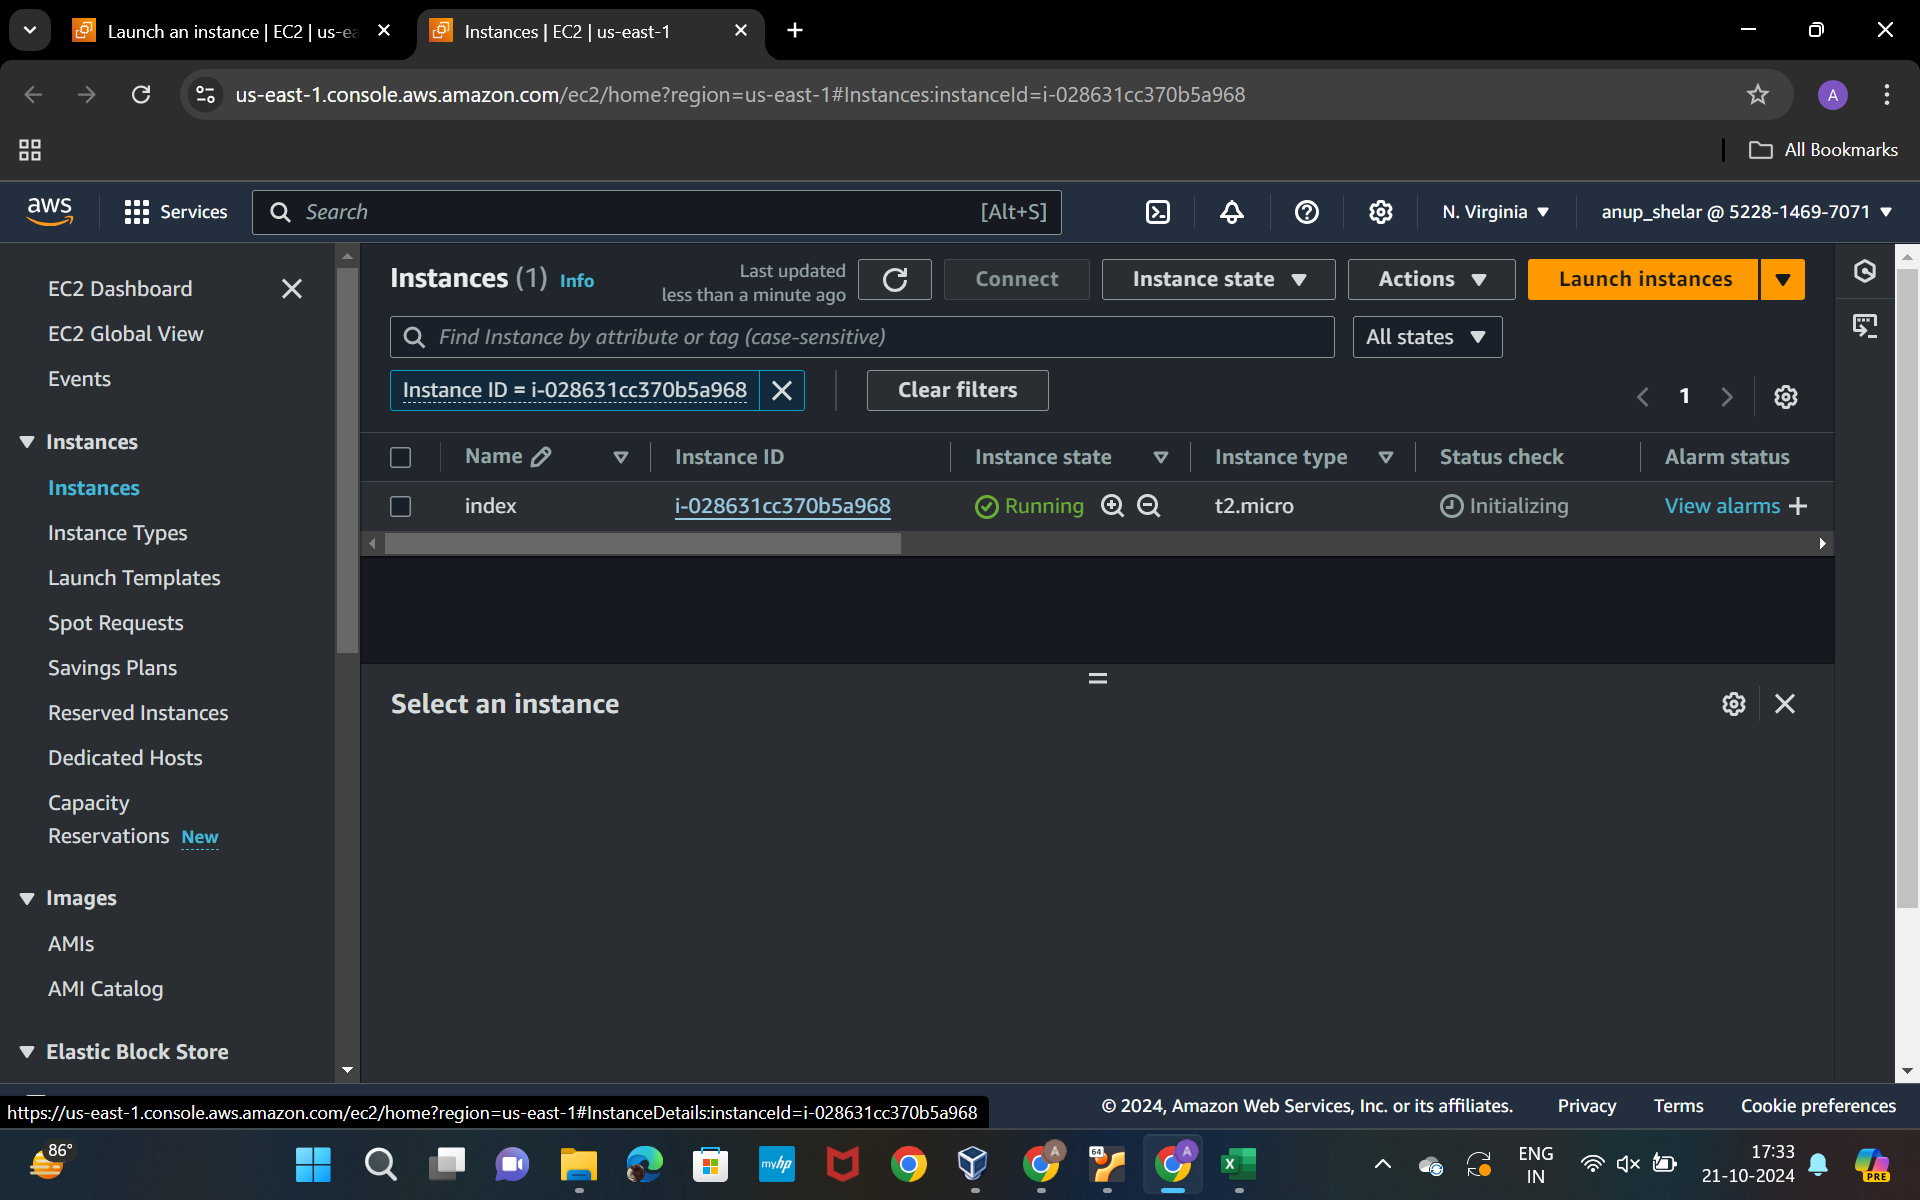 Launch an instance | EC2 | us-ea
Instances | EC2 | us-east-1
us-east-1.console.aws.amazon.com/ec2/home?region=us-east-1#Instances:instanceId=i-028631cc370b5a968
A
All Bookmarks
aws
Services
Search
[Alt+S]
N. Virginia
anup_shelar @ 5228-1469-7071
EC2 Dashboard
EC2 Global View
Events
Instances
Instances
Instance Types
Launch Templates
Spot Requests
Savings Plans
Reserved Instances
Dedicated Hosts
Capacity
Reservations New
Images
AMIs
AMI Catalog
Elastic Block Store
Instances (1) Info
Last updated
less than a minute ago
Connect
Instance state
Actions
Launch instances
Find Instance by attribute or tag (case-sensitive)
All states
Instance ID = i-028631cc370b5a968
Clear filters
1
Name Instance ID Instance state Instance type Status check Alarm status
index i-028631cc370b5a968 Running t2.micro Initializing View alarms
Select an instance
https://us-east-1.console.aws.amazon.com/ec2/home?region=us-east-1#InstanceDetails:instanceId=i-028631cc370b5a968
© 2024, Amazon Web Services, Inc. or its affiliates.
Privacy
Terms
Cookie preferences
86°
myhp
A
64
A
ENG
IN
17:33
21-10-2024
PRE